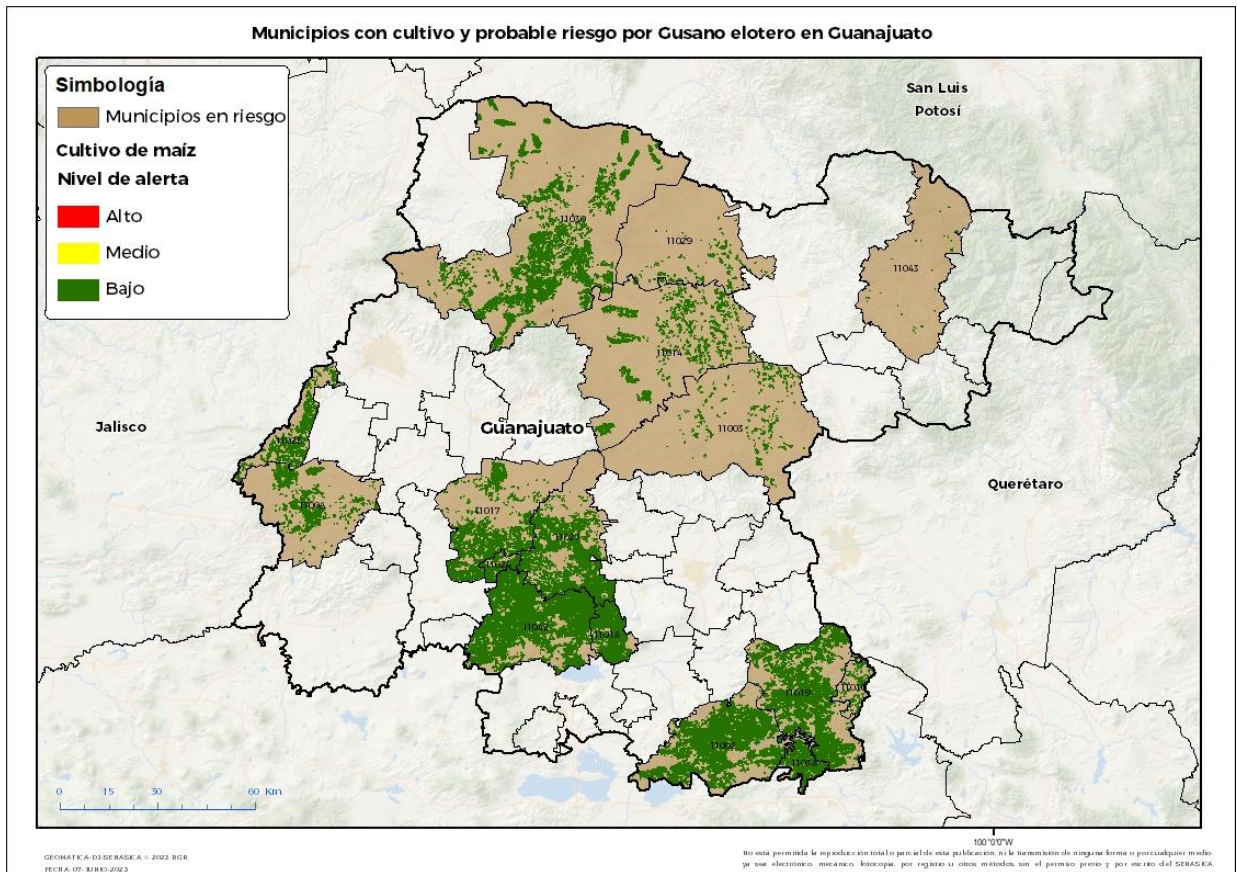 Municipios con cultivo y probable riesgo por Gusano elotero en Guanajuato
Simbología
Municipios en riesgo
Cultivo de maíz
Nivel de alerta
Alto
Medio
Bajo
San Luis
Potosí
11029
11043
11014
11003
Jalisco
Guanajuato
Querétaro
11017
11042
11018
11019
11002
0 15 30 60 Km
100°0'0"W
GEOMATICA-DJ-SENASICA © 2023 RGR
FECHA: 07-JUNIO-2023
No está permitida la reproducción total o parcial de esta publicación, ni la transmisión de ninguna forma o por cualquier medio,
ya sea electrónico, mecánico, fotocopia, por registro u otros métodos, sin el permiso previo y por escrito del SENASICA.